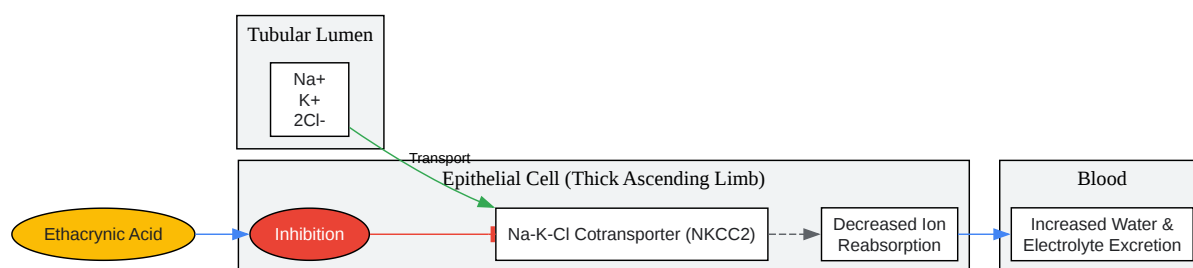 Tubular Lumen
Na+
K+
2Cl-
Transport
Epithelial Cell (Thick Ascending Limb)
Blood
Ethacrynic Acid
Inhibition
Na-K-Cl Cotransporter (NKCC2)
Decreased Ion
Reabsorption
Increased Water &
Electrolyte Excretion